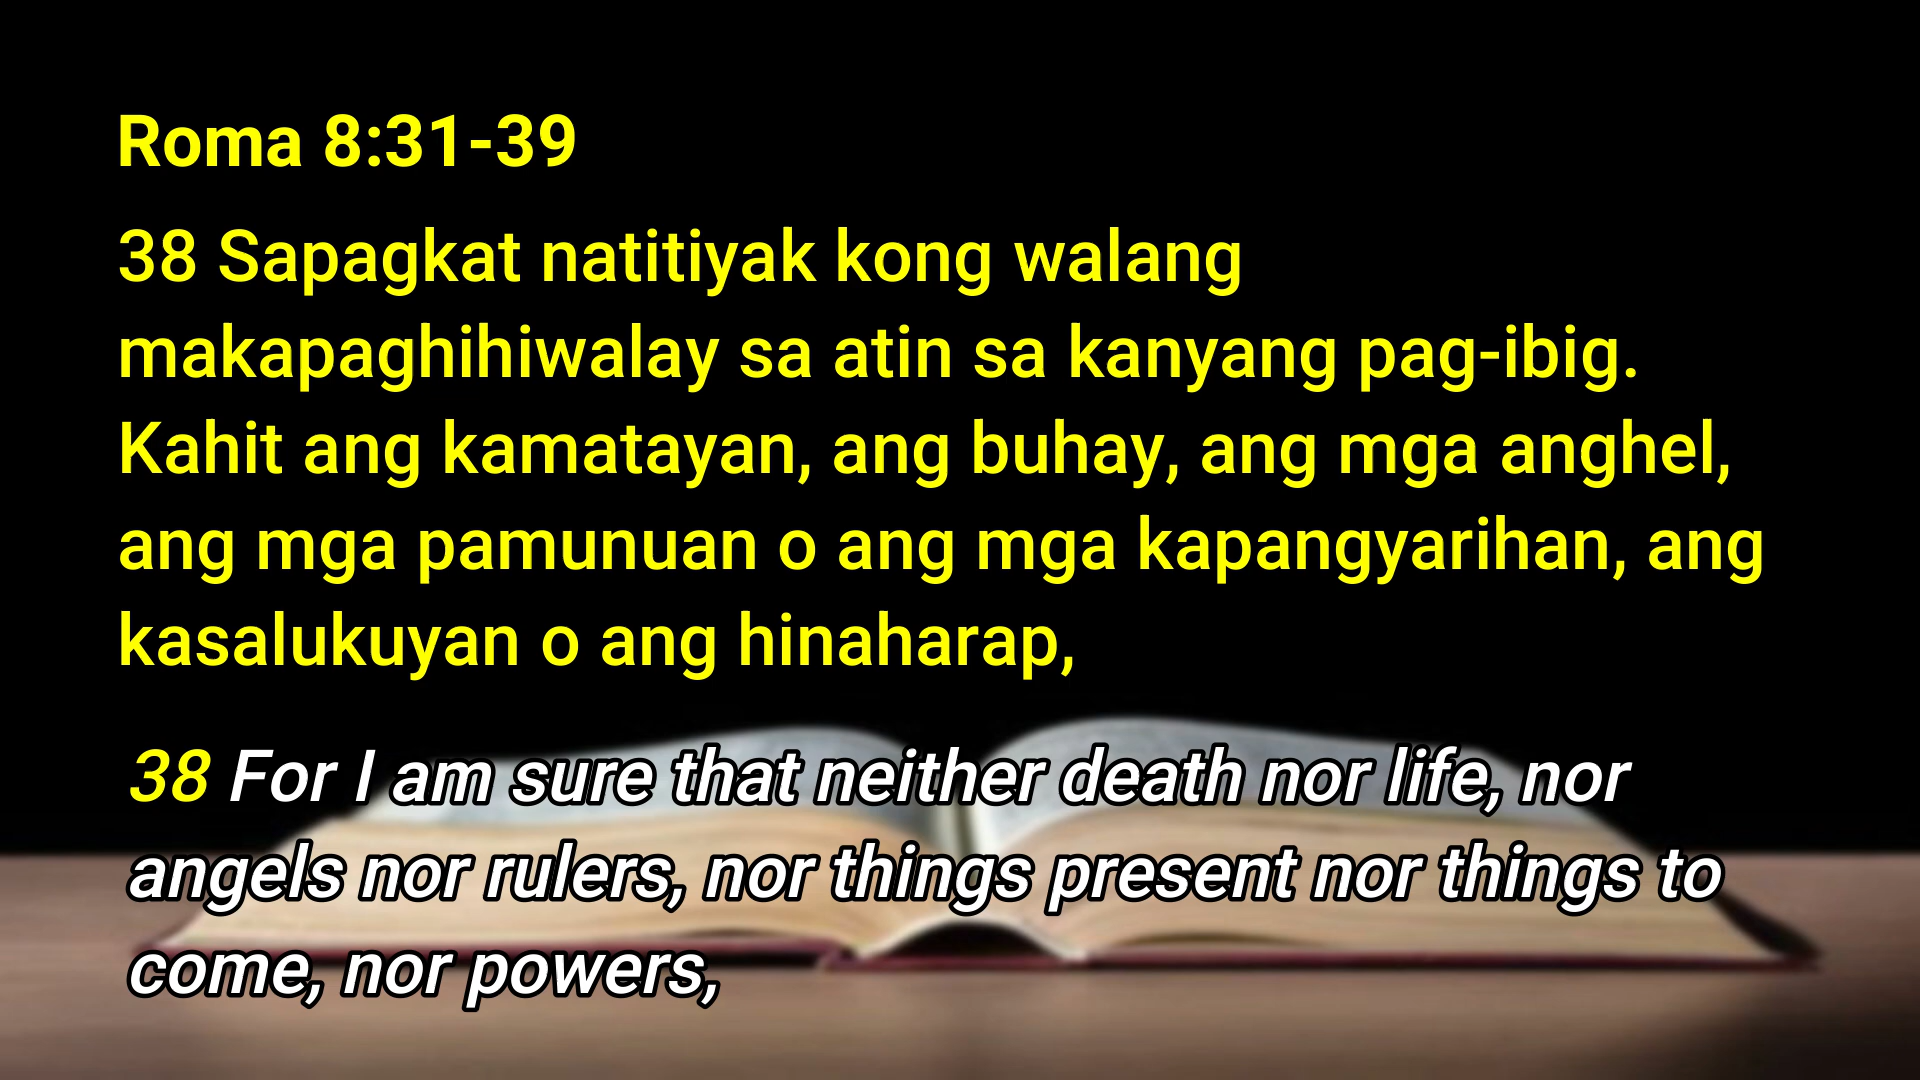 Roma 8:31-39
38 Sapagkat natitiyak kong walang
makapaghihiwalay sa atin sa kanyang pag-ibig.
Kahit ang kamatayan, ang buhay, ang mga anghel,
ang mga pamunuan o ang mga kapangyarihan, ang
kasalukuyan o ang hinaharap,
38 For I am sure that neither death nor life, nor
angels nor rulers, nor things present nor things to
come, nor powers,